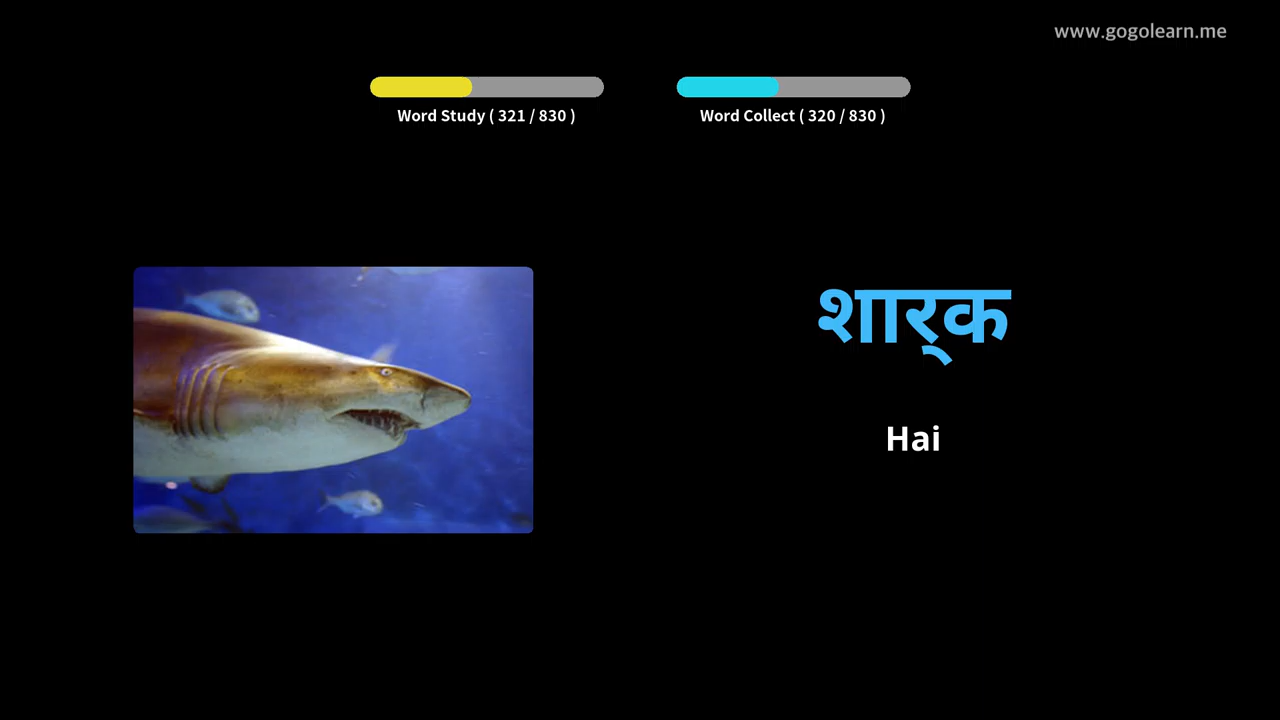 www.gogolearn.me
Word Study ( 321 / 830 )
Word Collect ( 320 / 830 )
शार्‌क
Hai